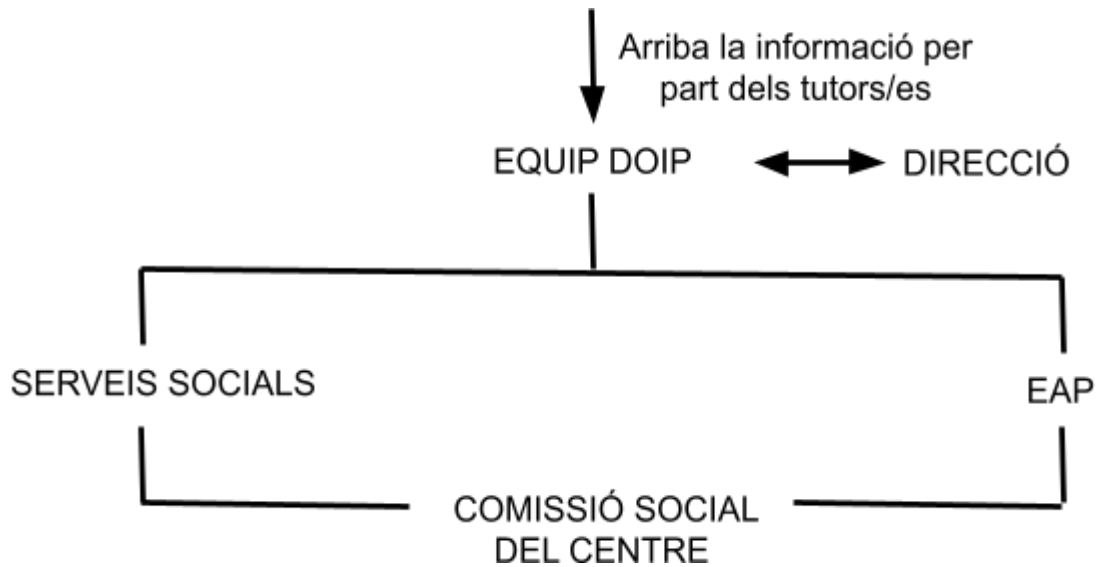 Arriba la informació per
part dels tutors/es
EQUIP DOIP
DIRECCIÓ
SERVEIS SOCIALS
EAP
COMISSIÓ SOCIAL
DEL CENTRE